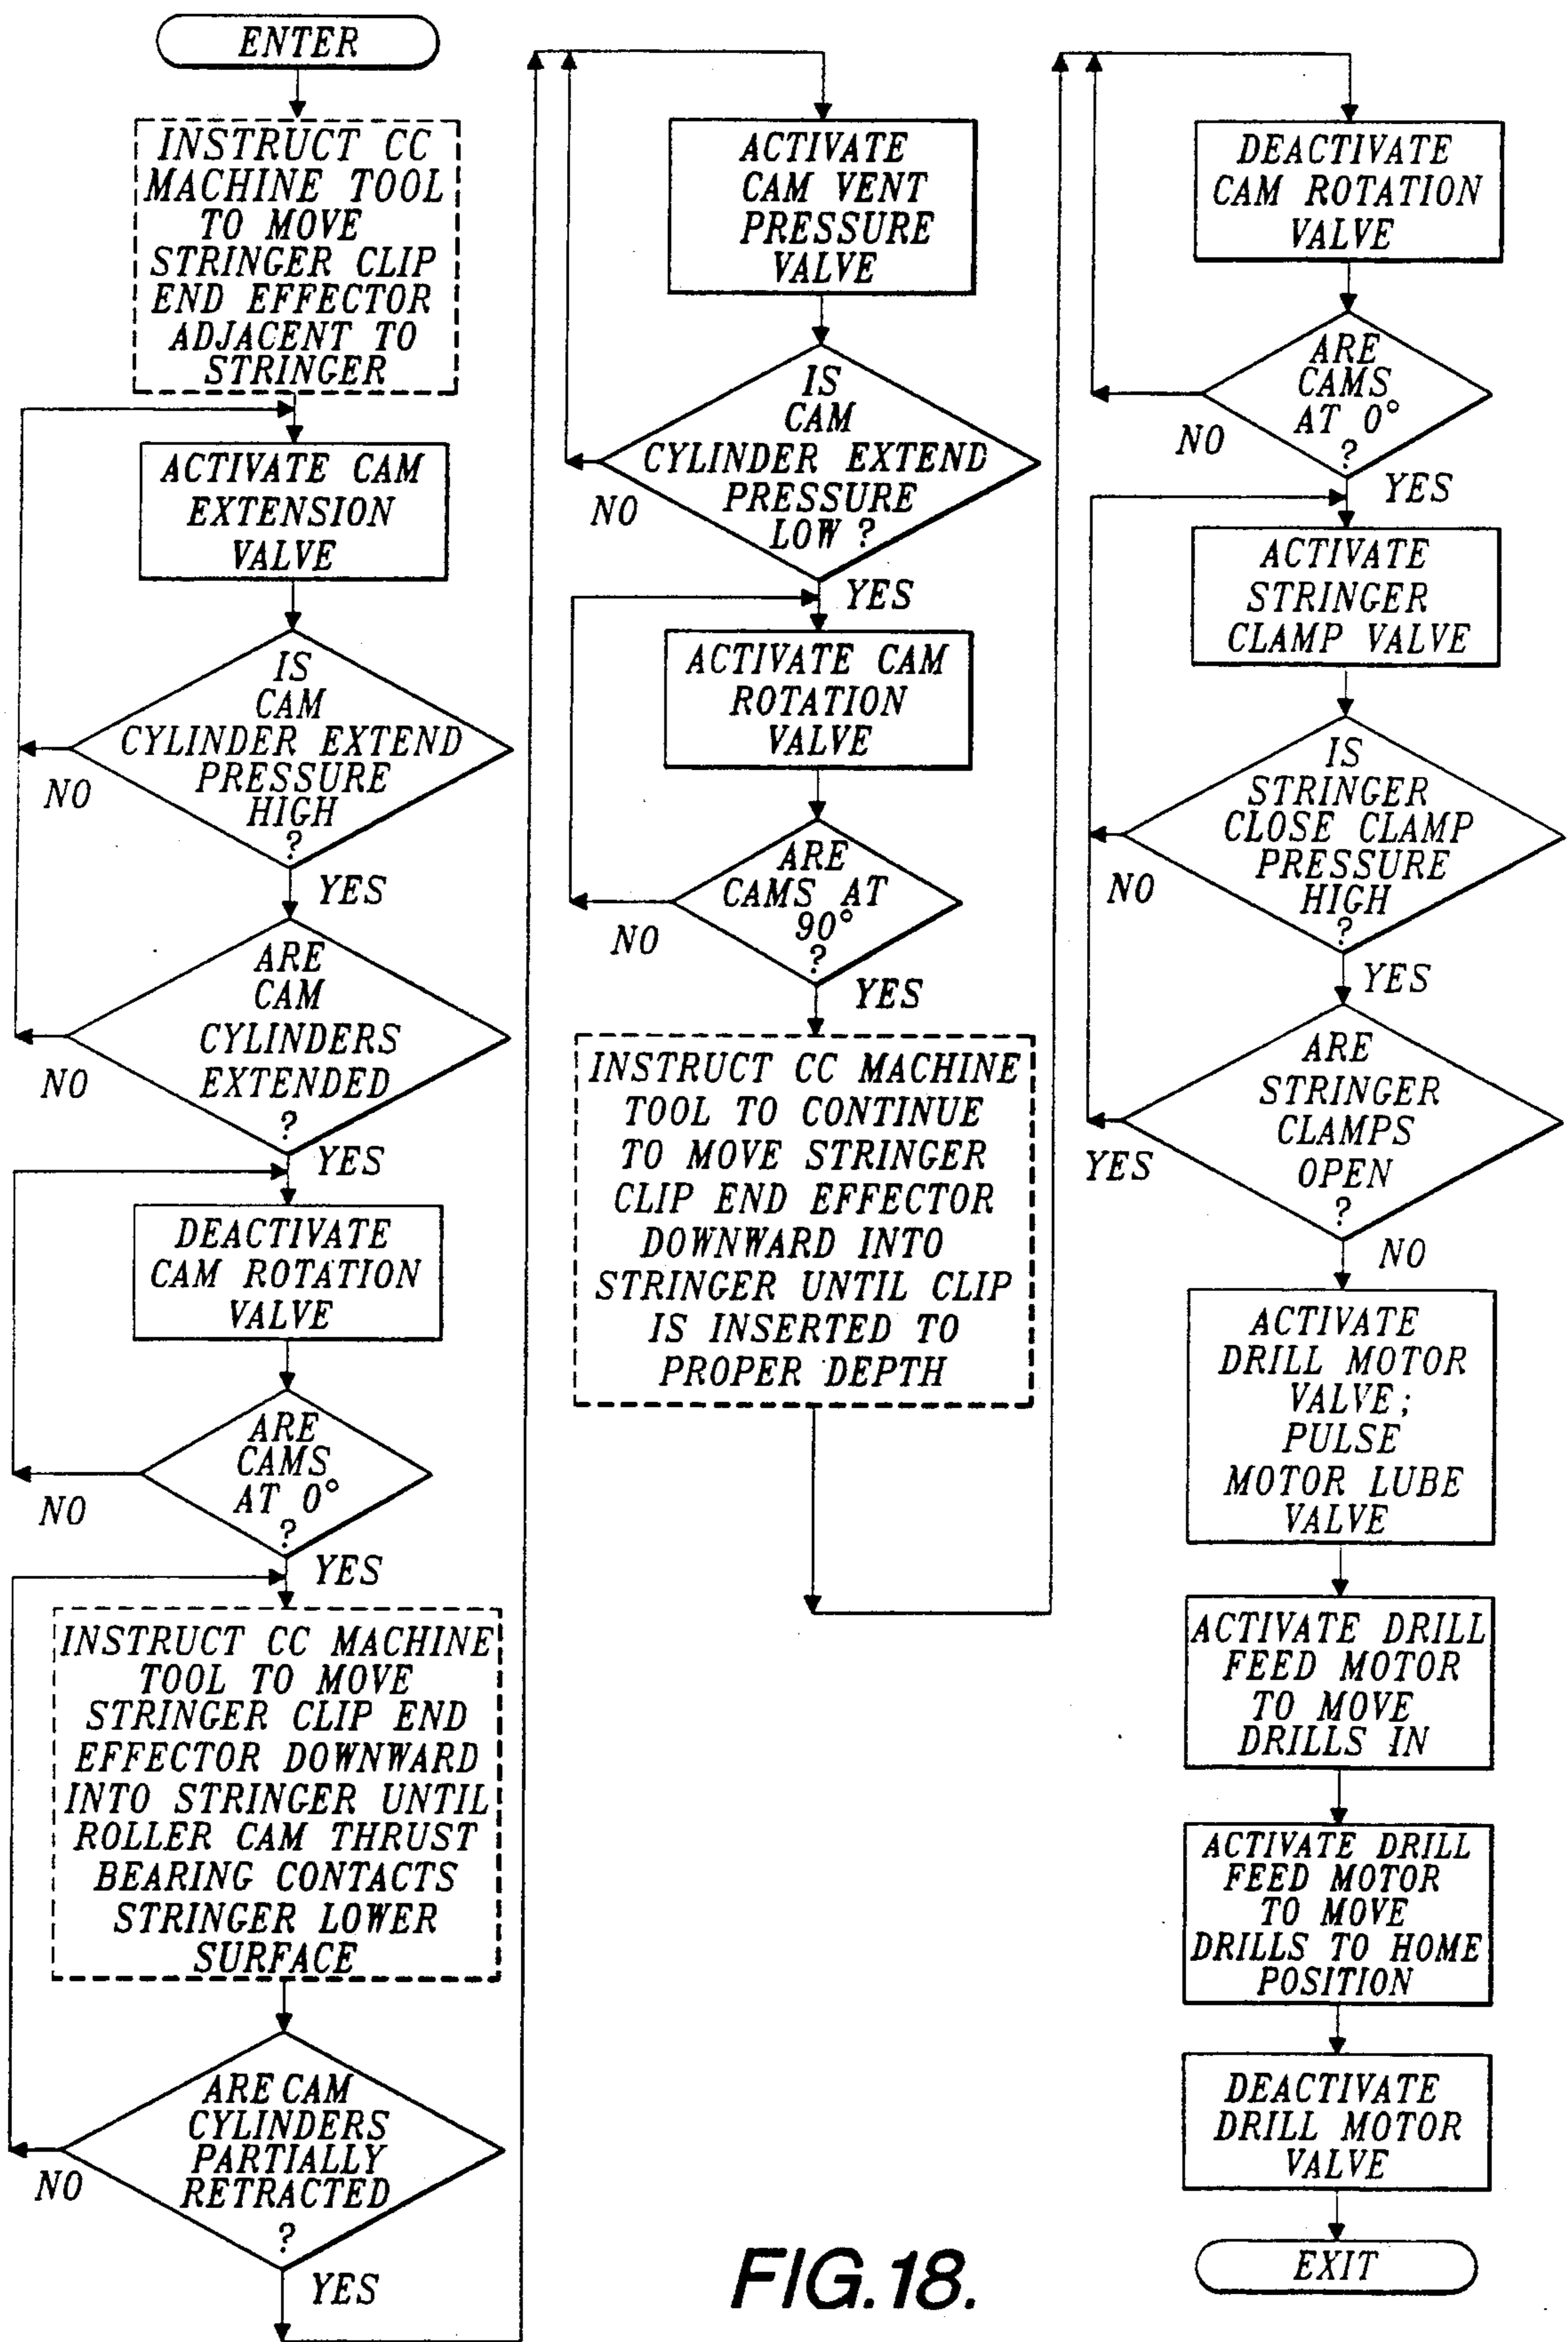 ENTER
INSTRUCT CC
MACHINE TOOL
TO MOVE
STRINGER CLIP
END EFFECTOR
ADJACENT TO
STRINGER
ACTIVATE CAM
EXTENSION
VALVE
IS
CAM
CYLINDER EXTEND
PRESSURE
HIGH
?
NO
YES
ARE
CAM
CYLINDERS
EXTENDED
?
NO
YES
DEACTIVATE
CAM ROTATION
VALVE
ARE
CAMS
AT 0°
?
NO
YES
INSTRUCT CC MACHINE
TOOL TO MOVE
STRINGER CLIP END
EFFECTOR DOWNWARD
INTO STRINGER UNTIL
ROLLER CAM THRUST
BEARING CONTACTS
STRINGER LOWER
SURFACE
ARE CAM
CYLINDERS
PARTIALLY
RETRACTED
?
NO
YES
ACTIVATE
CAM VENT
PRESSURE
VALVE
IS
CAM
CYLINDER EXTEND
PRESSURE
LOW ?
NO
YES
ACTIVATE CAM
ROTATION
VALVE
ARE
CAMS AT
90°
?
NO
YES
INSTRUCT CC MACHINE
TOOL TO CONTINUE
TO MOVE STRINGER
CLIP END EFFECTOR
DOWNWARD INTO
STRINGER UNTIL CLIP
IS INSERTED TO
PROPER DEPTH
DEACTIVATE
CAM ROTATION
VALVE
ARE
CAMS
AT 0°
?
NO
YES
ACTIVATE
STRINGER
CLAMP VALVE
IS
STRINGER
CLOSE CLAMP
PRESSURE
HIGH
?
NO
YES
ARE
STRINGER
CLAMPS
OPEN
?
YES
NO
ACTIVATE
DRILL MOTOR
VALVE;
PULSE
MOTOR LUBE
VALVE
ACTIVATE DRILL
FEED MOTOR
TO MOVE
DRILLS IN
ACTIVATE DRILL
FEED MOTOR
TO MOVE
DRILLS TO HOME
POSITION
DEACTIVATE
DRILL MOTOR
VALVE
EXIT
FIG.18.